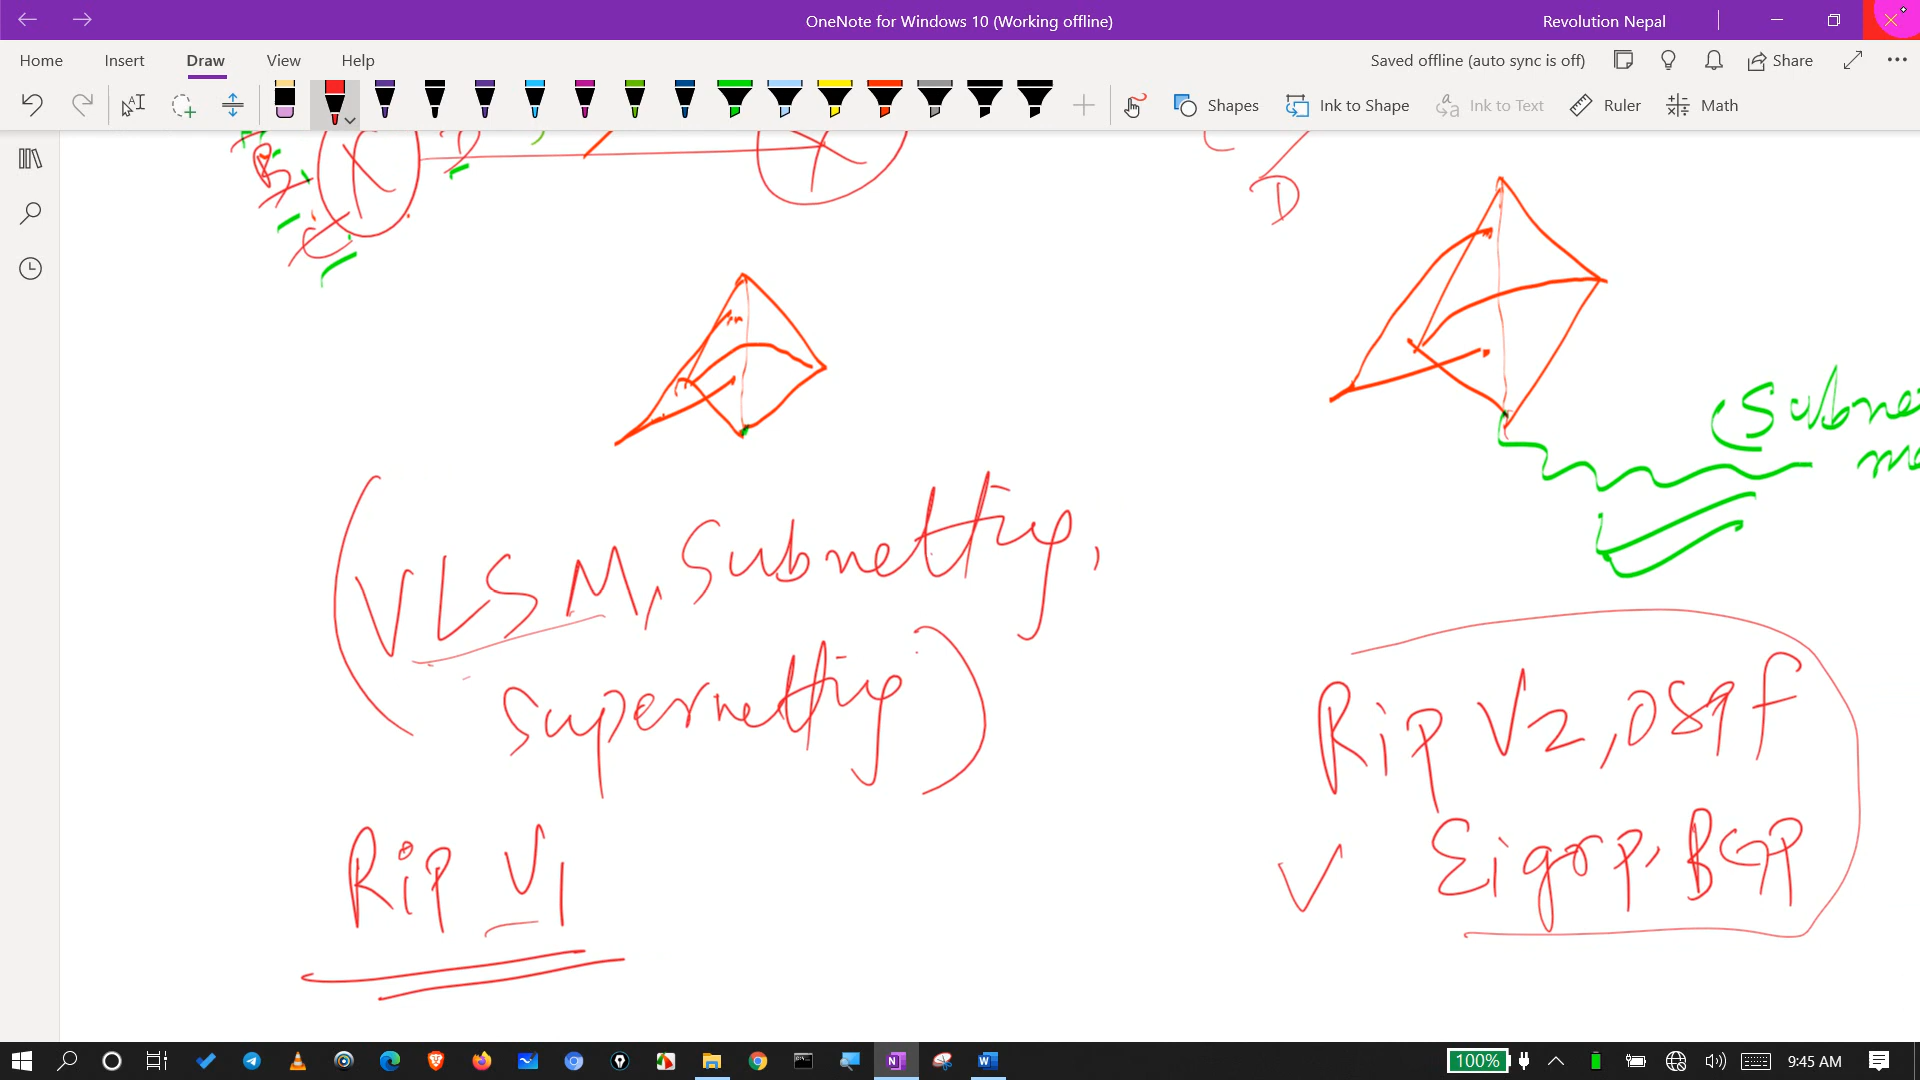 OneNote for Windows 10 (Working offline)
Revolution Nepal
Home Insert Draw View Help
Saved offline (auto sync is off)
Share
Shapes
Ink to Shape
Ink to Text
Ruler
Math
B
D
C
C
D
(Subne
(VLSM, Subnetting,
supernetting)
Rip V2, OSPf
Eigrp, BGP
Rip V1
100%
9:45 AM